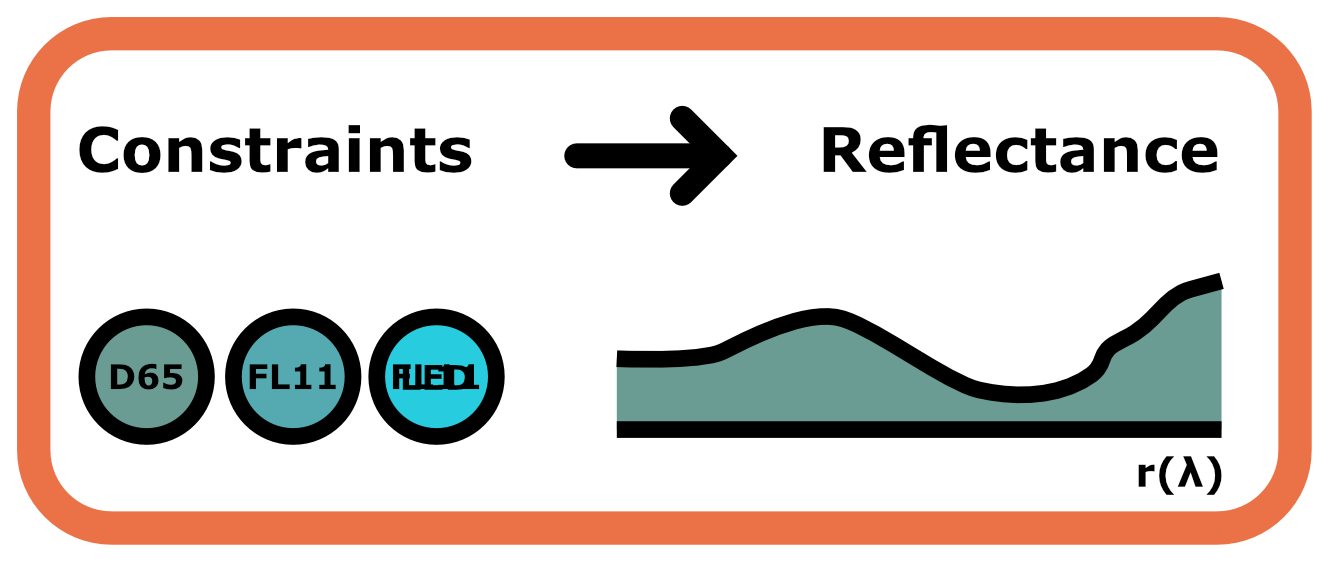 Constraints
Reflectance
D65
FL11
r(λ)